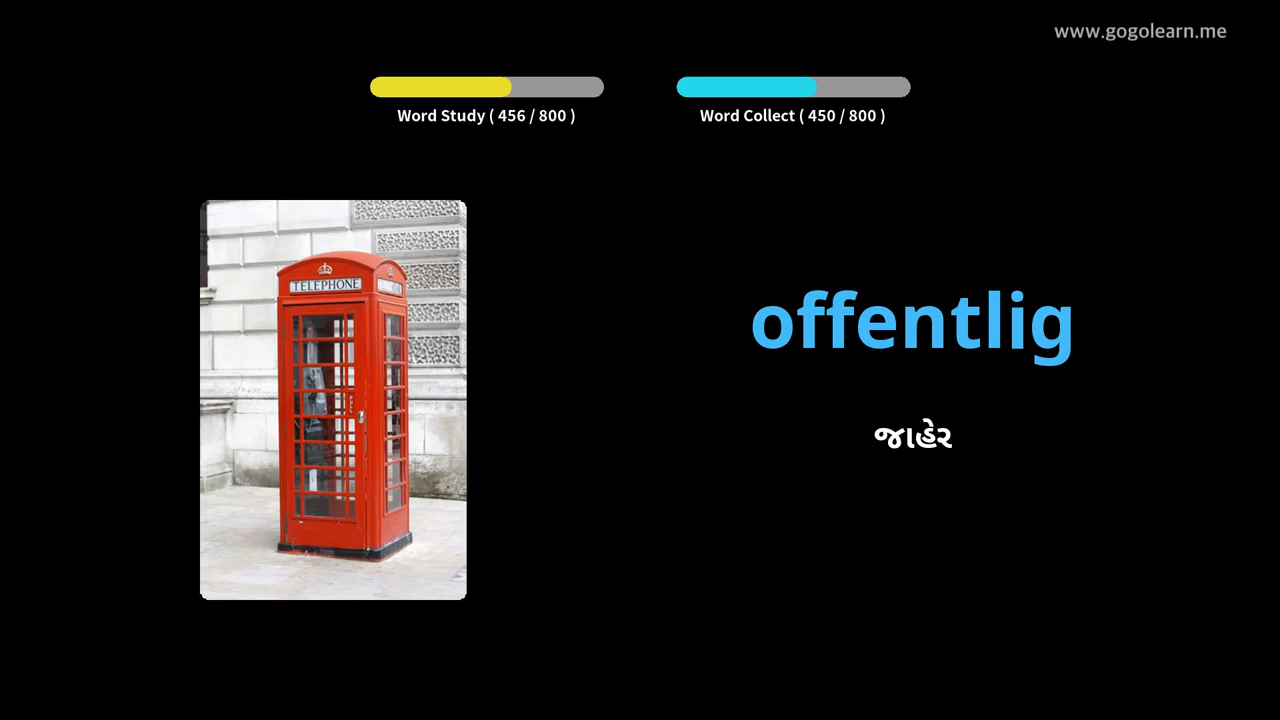 www.gogolearn.me
Word Study ( 456 / 800 )
Word Collect ( 450 / 800 )
TELEPHONE
offentlig
જાહેર